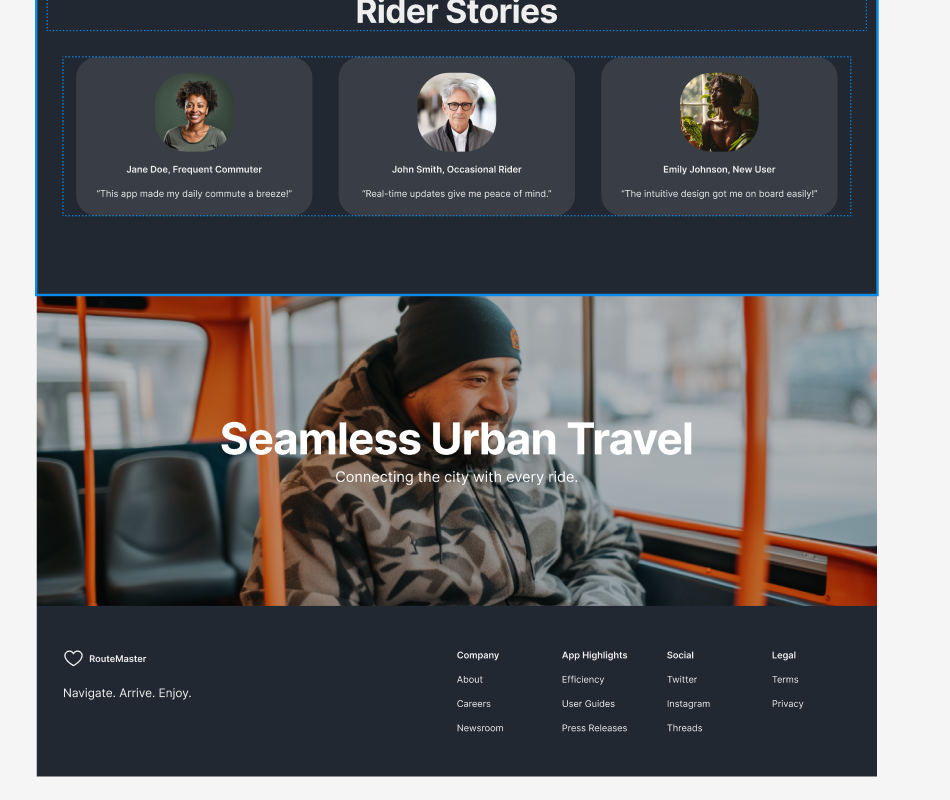 Rider Stories
Jane Doe, Frequent Commuter
"This app made my daily commute a breeze!"
John Smith, Occasional Rider
"Real-time updates give me peace of mind."
Emily Johnson, New User
"The intuitive design got me on board easily!"
Seamless Urban Travel
Connecting the city with every ride.
RouteMaster
Navigate. Arrive. Enjoy.
Company
About
Careers
Newsroom
App Highlights
Efficiency
User Guides
Press Releases
Social
Twitter
Instagram
Threads
Legal
Terms
Privacy